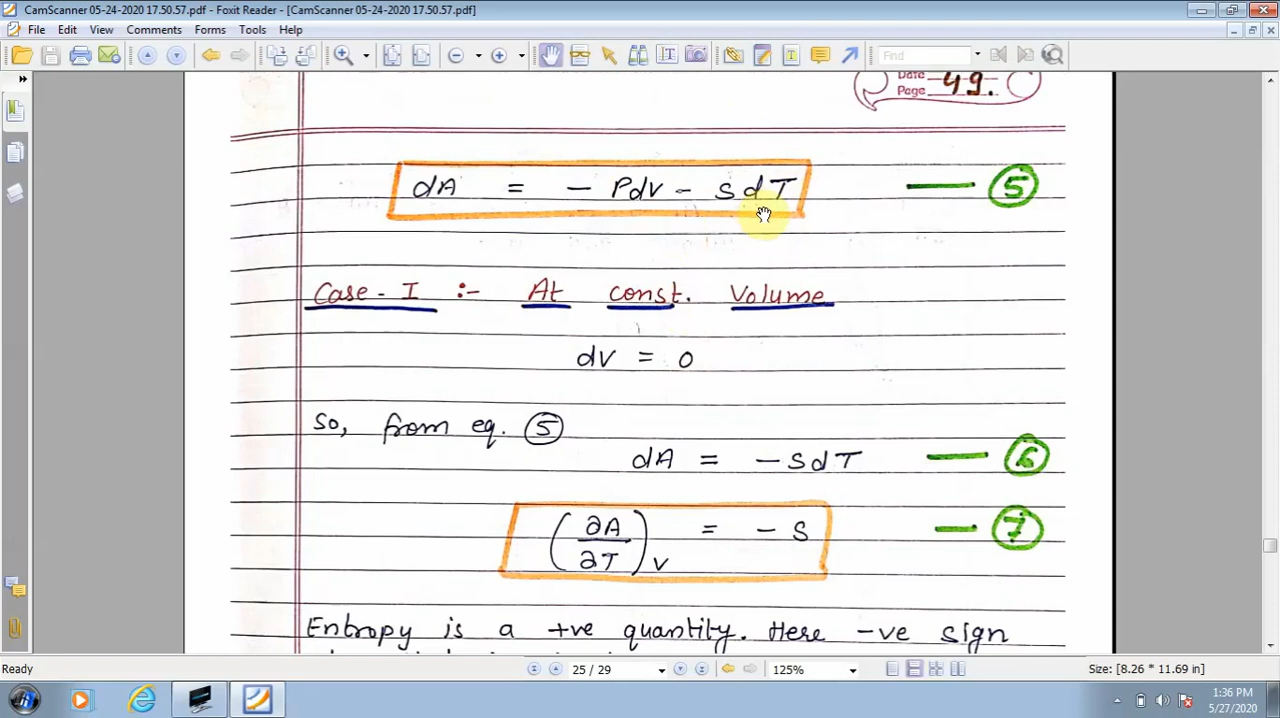 CamScanner 05-24-2020 17.50.57.pdf - Foxit Reader - [CamScanner 05-24-2020 17.50.57.pdf]
File Edit View Comments Forms Tools Help
Find
Date
Page 49.
dA = - PdV - SdT — 5
Case - I :- At const. Volume
dV = 0
So, from eq. 5
dA = - SdT — 6
(∂A/∂T)V = - S — 7
Entropy is a +ve quantity. Here -ve sign
Ready 25 / 29 125% Size: [8.26 * 11.69 in]
1:36 PM
5/27/2020